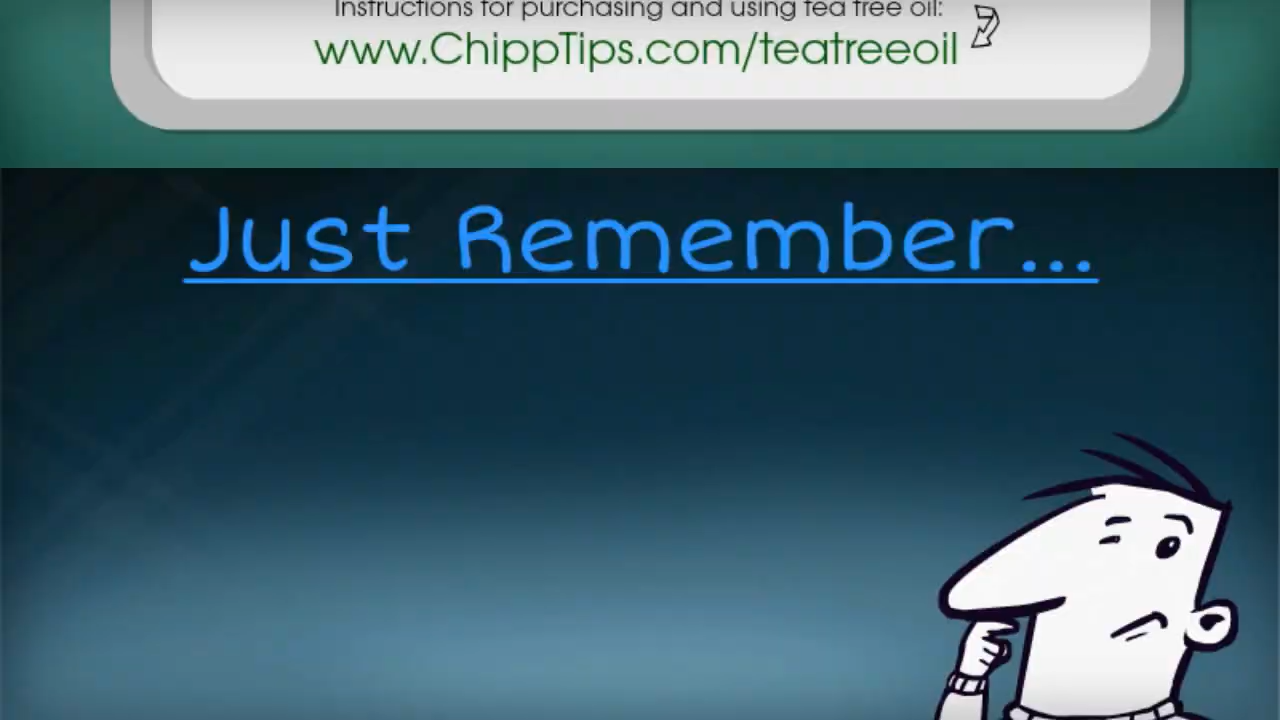 Instructions for purchasing and using tea tree oil:
www.ChippTips.com/teatreeoil
Just Remember...